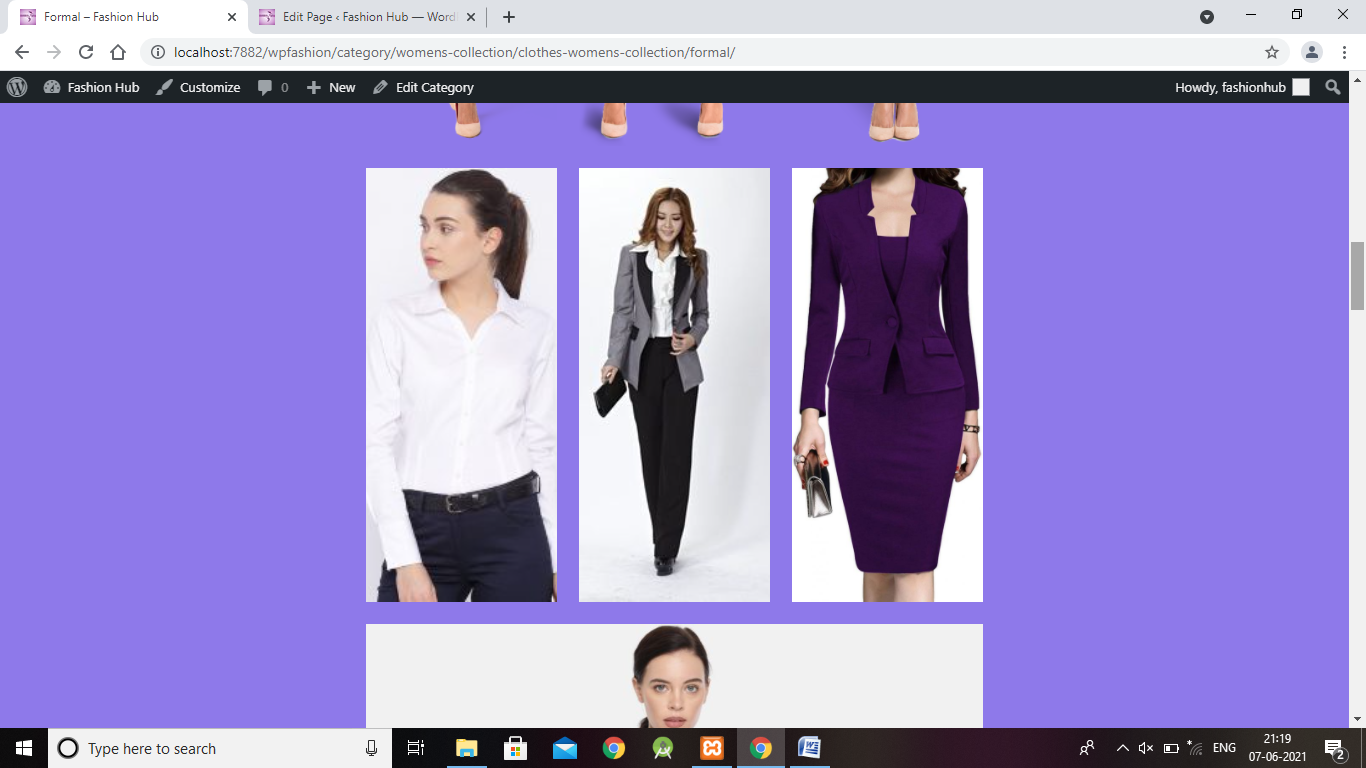 Formal – Fashion Hub
Edit Page ‹ Fashion Hub — Word
localhost:7882/wpfashion/category/womens-collection/clothes-womens-collection/formal/
Fashion Hub
Customize
0
New
Edit Category
Howdy, fashionhub
Type here to search
ENG
21:19
07-06-2021
2